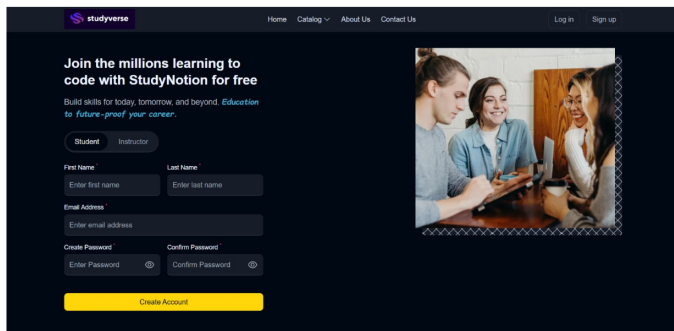 studyverse
Home Catalog About Us Contact Us
Log in Sign up
Join the millions learning to
code with StudyNotion for free
Build skills for today, tomorrow, and beyond. Education
to future-proof your career.
Student Instructor
First Name * Last Name *
Enter first name Enter last name
Email Address *
Enter email address
Create Password * Confirm Password *
Enter Password Confirm Password
Create Account